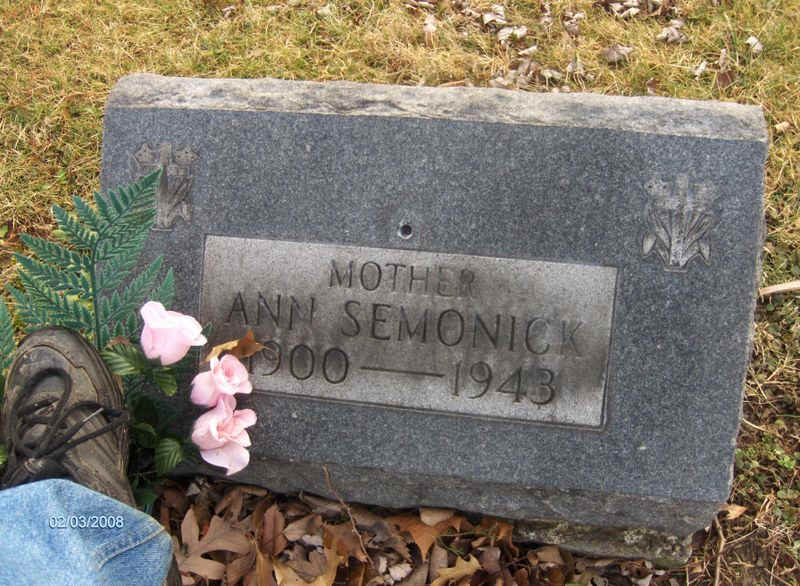 MOTHER
ANN SEMONICK
1900 — 1943
02/03/2008